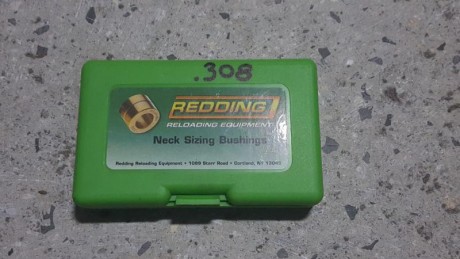 .308
REDDING
RELOADING EQUIPMENT
Neck Sizing Bushings
Redding Reloading Equipment • 1089 Starr Road • Cortland, NY 13045